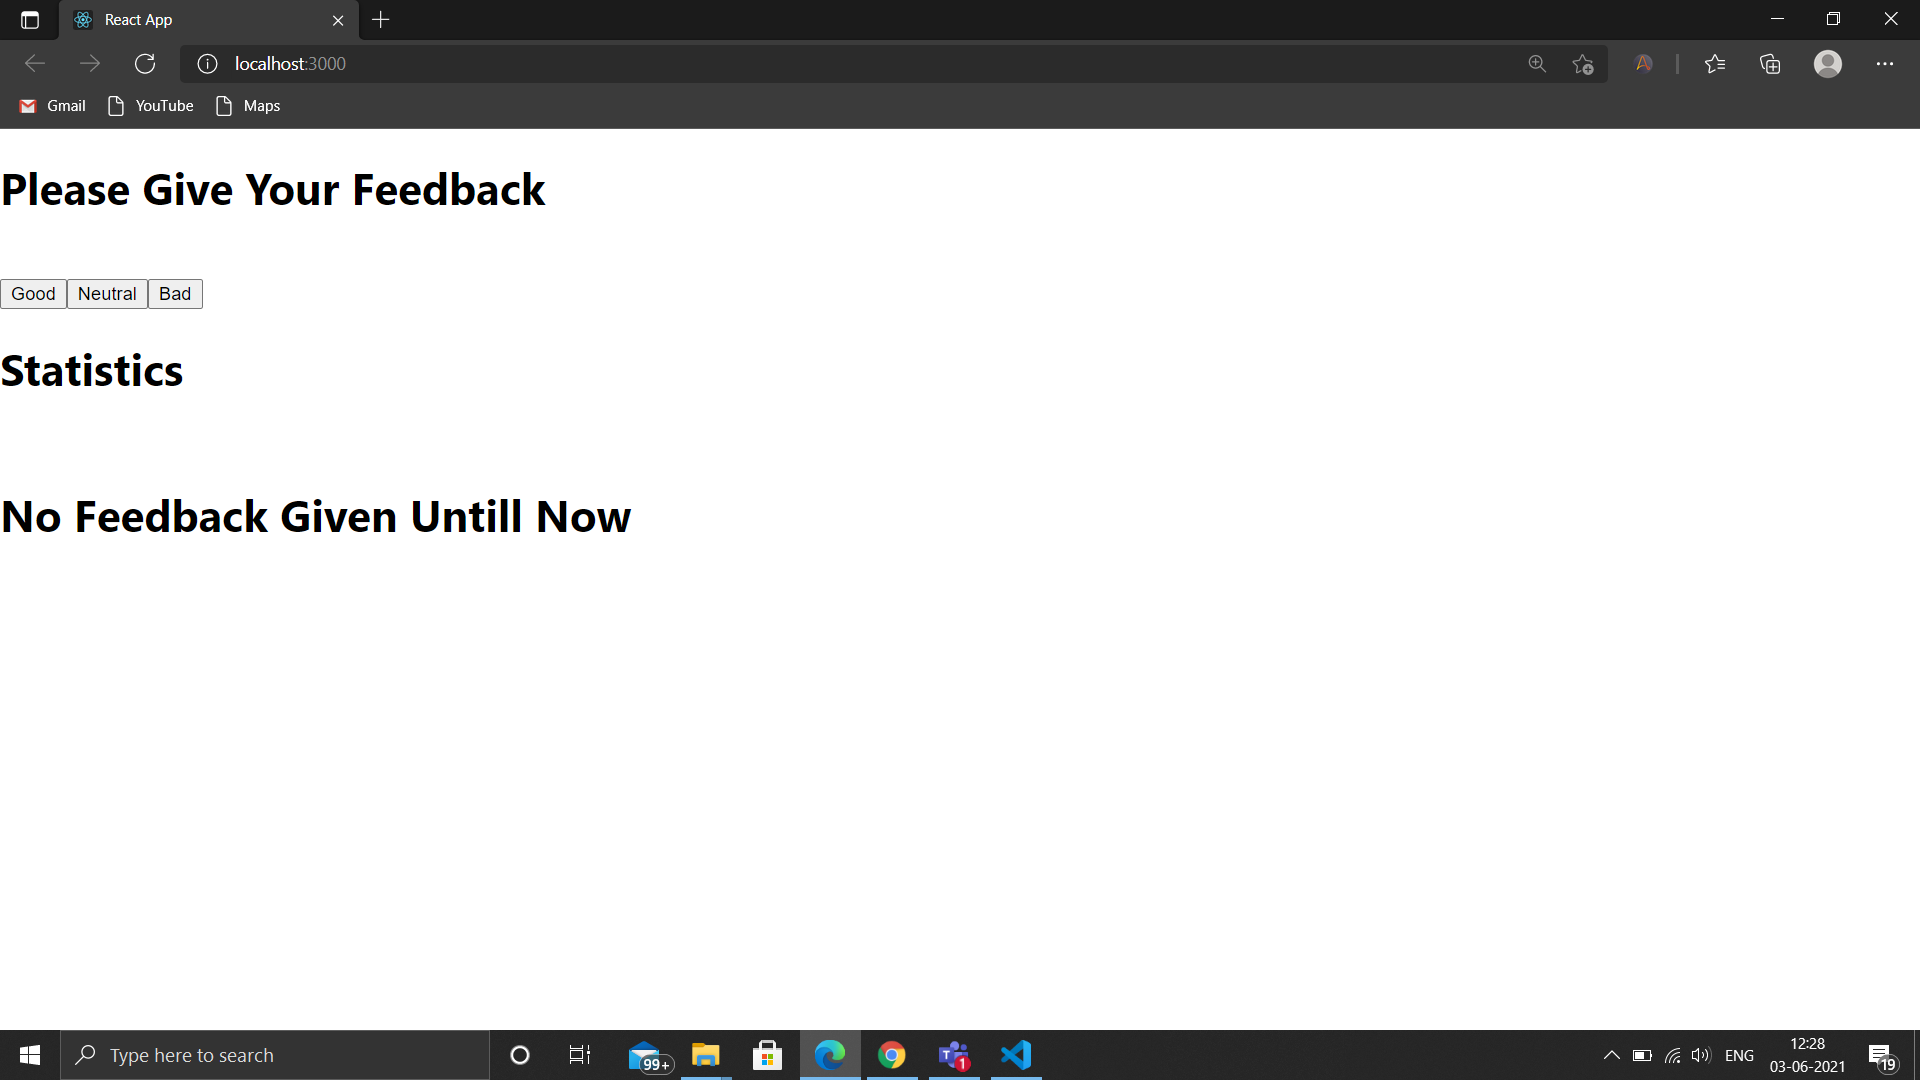 React App
localhost:3000
Gmail YouTube Maps
Please Give Your Feedback
Good Neutral Bad
Statistics
No Feedback Given Untill Now
Type here to search
99+
T 1
ENG
12:28
03-06-2021
19